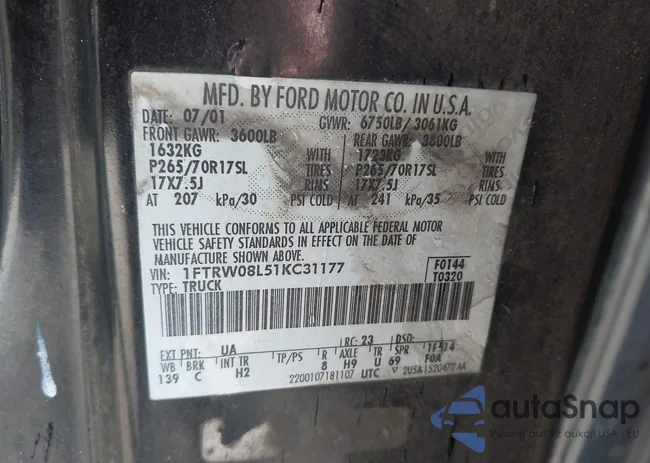 MFD. BY FORD MOTOR CO. IN U.S.A.
DATE: 07/01 GVWR: 6750LB/ 3061KG
FRONT GAWR: 3600LB REAR GAWR: 3800LB
1632KG WITH 1723KG WITH
P265/70R17SL TIRES P265/70R17SL TIRES
17X7.5J RIMS 17X7.5J RIMS
AT 207 kPa/30 PSI COLD AT 241 kPa/35 PSI COLD
THIS VEHICLE CONFORMS TO ALL APPLICABLE FEDERAL MOTOR
VEHICLE SAFETY STANDARDS IN EFFECT ON THE DATE OF
MANUFACTURE SHOWN ABOVE.
VIN: 1FTRW08L51KC31177 F0144
TYPE: TRUCK T0320
EXT PNT: UA RC: 23 DSO:
WB BRK INT TR TP/PS R AXLE TR SPR
139 C H2 8 H9 U 69 F0A
2200107181107 UTC
autoSnap
Pewne auto z aukcji USA i EU